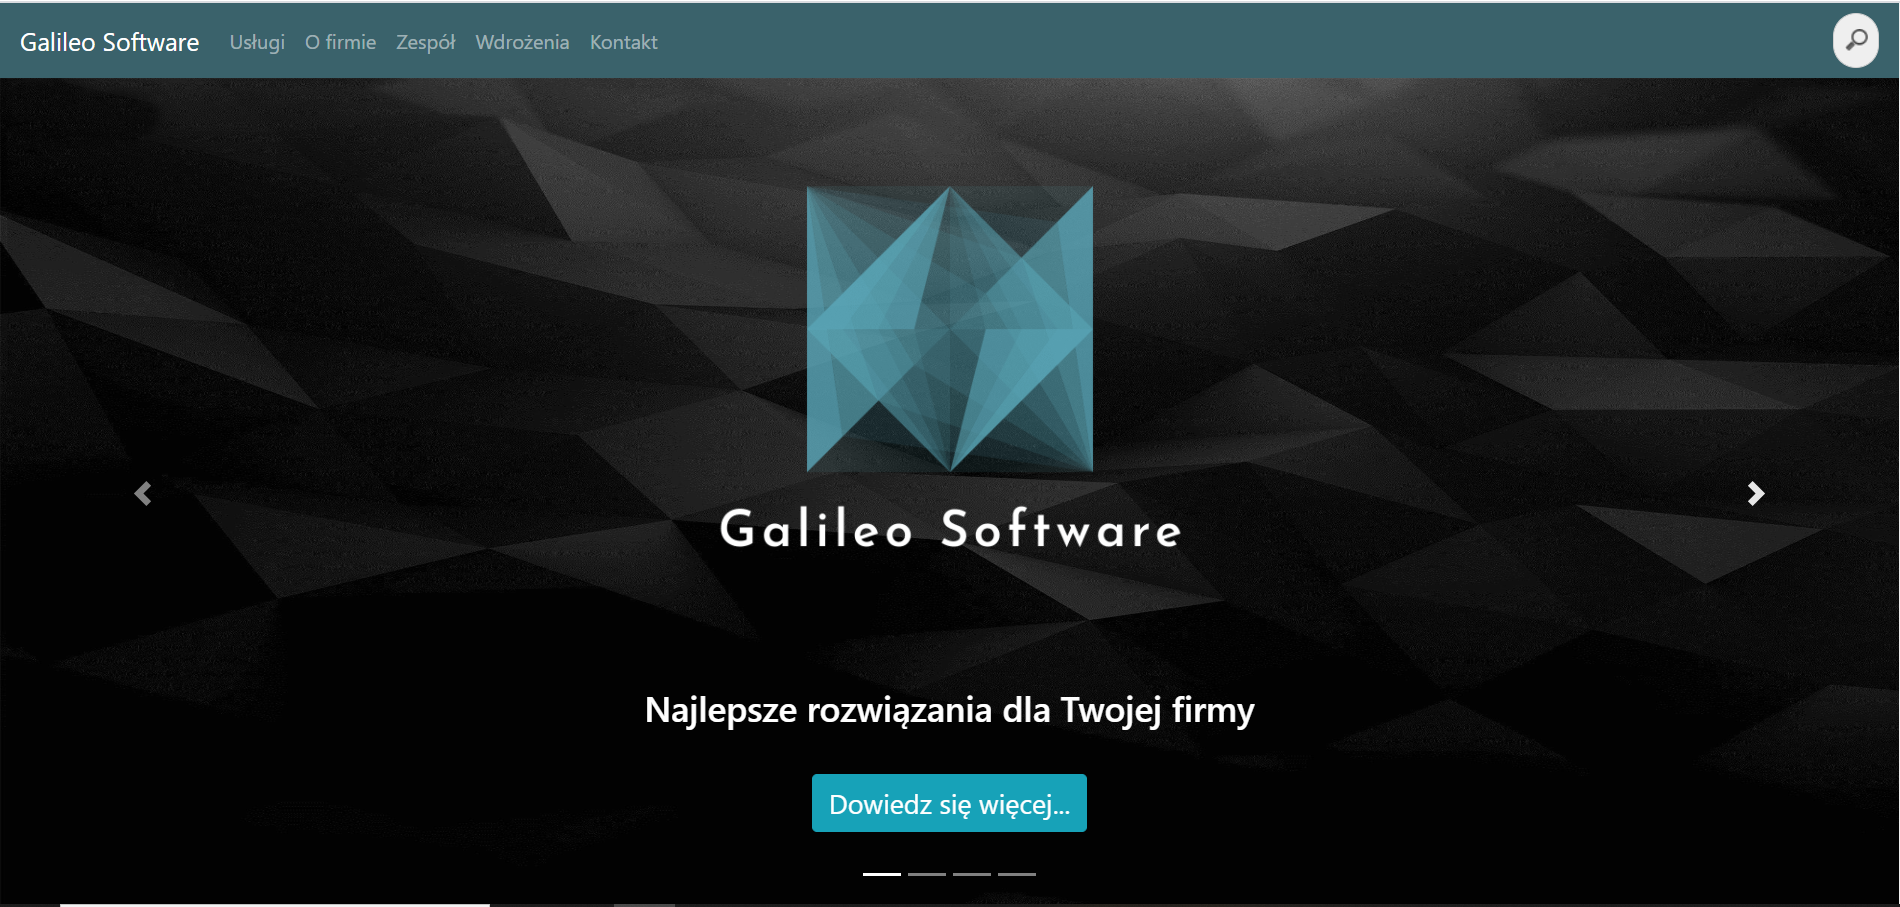 Galileo Software Usługi O firmie Zespół Wdrożenia Kontakt
Galileo Software
Najlepsze rozwiązania dla Twojej firmy
Dowiedz się więcej...